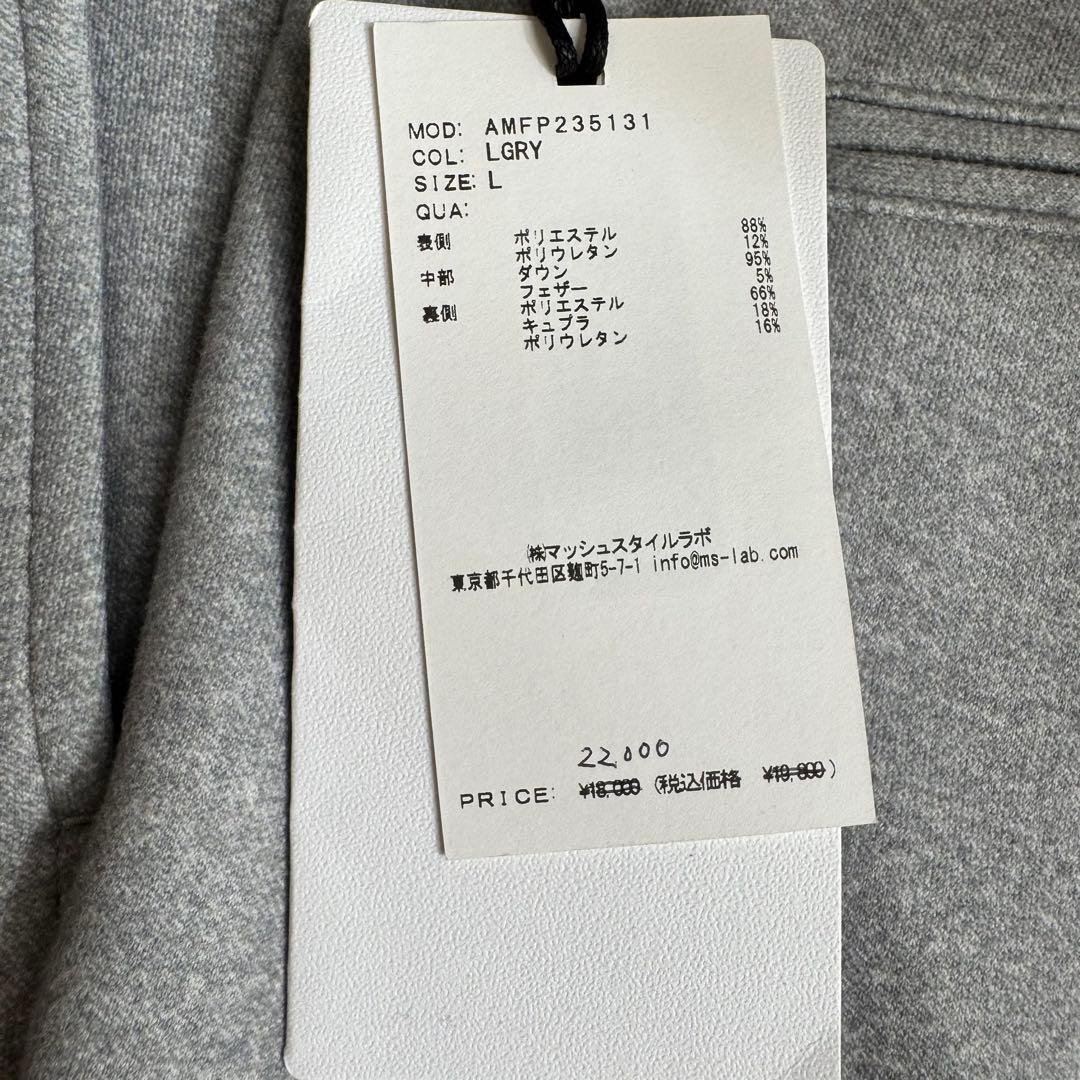 MOD: AMFP235131
COL: LGRY
SIZE: L
QUA:
表側 ポリエステル 88%
ポリウレタン 12%
中部 ダウン 95%
フェザー 5%
裏側 ポリエステル 66%
キュプラ 18%
ポリウレタン 16%
㈱マッシュスタイルラボ
東京都千代田区麹町5-7-1 info@ms-lab.com
22,000
PRICE: ¥18,000 (税込価格 ¥19,800)